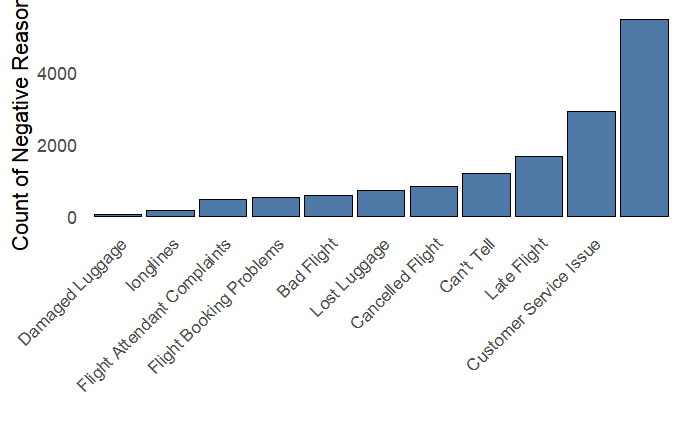 Count of Negative Reason
4000
2000
0
Damaged Luggage
longlines
Flight Attendant Complaints
Flight Booking Problems
Bad Flight
Lost Luggage
Cancelled Flight
Can't Tell
Late Flight
Customer Service Issue